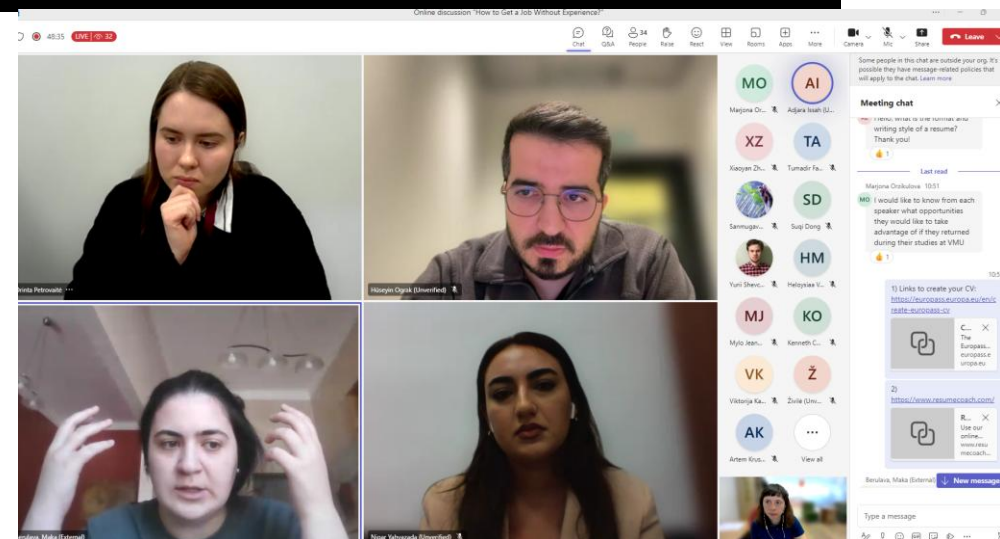 Online discussion "How to Get a Job Without Experience?"
48:35 LIVE 32
Chat Q&A 34 People Raise React View Rooms Apps More Camera Mic Share Leave
Some people in this chat are outside your org. It's
possible they have message-related policies that
will apply to the chat. Learn more
Meeting chat
writing style of a resume?
Thank you!
1
Last read
10:51
MO I would like to know from each
speaker what opportunities
they would like to take
advantage of if they returned
during their studies at VMU
1
1) Links to create your CV:
https://europass.europa.eu/en/c
reate-europass-cv
C...
The
Europass...
europass.e
uropa.eu
2)
https://www.resumecoach.com/
R...
Use our
online...
www.resu
mecoach...
Berulava, Maka (External)
New message
Type a message
MO AI
Marjona Or... Adjara Issah (U...
XZ TA
Xiaoyan Zh... Tumadir Fa...
SD
Sanmugav... Suqi Dong
HM
Yurii Shevc... Heloysiaa V...
MJ KO
Mylo Jean... Kenneth C...
VK Ž
Viktorija Ka... Živilė (Unv...
AK ...
Artem Krus... View all
Petrovaite ...
Hüseyin Ograk (Unverified)
Maka (External)
(Unverified)